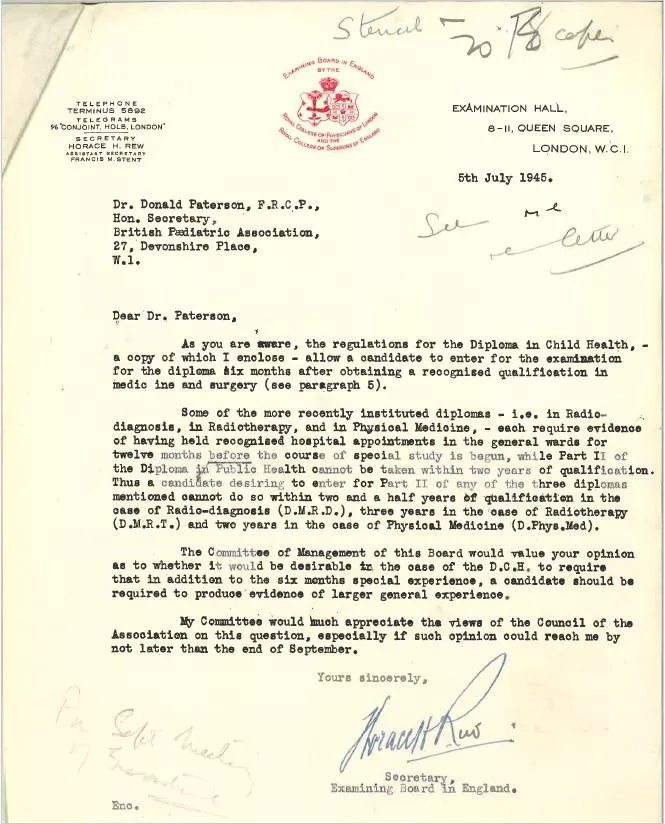 Stencil -
20 copies
EXAMINING BOARD IN ENGLAND
BY THE
ROYAL COLLEGE OF PHYSICIANS OF LONDON
AND THE
ROYAL COLLEGE OF SURGEONS OF ENGLAND
TELEPHONE
TERMINUS 5892
TELEGRAMS
"CONJOINT, HOLB, LONDON"
SECRETARY
HORACE H. REW
ASSISTANT SECRETARY
FRANCIS M. STENT
EXAMINATION HALL,
8-11, QUEEN SQUARE,
LONDON, W.C.1.
5th July 1945.
Dr. Donald Paterson, F.R.C.P.,
Hon. Secretary,
British Pædiatric Association,
27, Devonshire Place,
W.1.
See me
re letter
Dear Dr. Paterson,
As you are aware, the regulations for the Diploma in Child Health, -
a copy of which I enclose - allow a candidate to enter for the examination
for the diploma six months after obtaining a recognised qualification in
medic ine and surgery (see paragraph 5).
Some of the more recently instituted diplomas - i.e. in Radio-
diagnosis, in Radiotherapy, and in Physical Medicine, - each require evidence
of having held recognised hospital appointments in the general wards for
twelve months before the course of special study is begun, while Part II of
the Diploma in Public Health cannot be taken within two years of qualification.
Thus a candidate desiring to enter for Part II of any of the three diplomas
mentioned cannot do so within two and a half years of qualification in the
case of Radio-diagnosis (D.M.R.D.), three years in the case of Radiotherapy
(D.M.R.T.) and two years in the case of Physical Medicine (D.Phys.Med).
The Committee of Management of this Board would value your opinion
as to whether it would be desirable in the case of the D.C.H. to require
that in addition to the six months special experience, a candidate should be
required to produce evidence of larger general experience.
My Committee would much appreciate the views of the Council of the
Association on this question, especially if such opinion could reach me by
not later than the end of September.
Yours sincerely,
Horace H Rew
Secretary,
Examining Board in England.
Sept Meeting
of Executive
Enc.